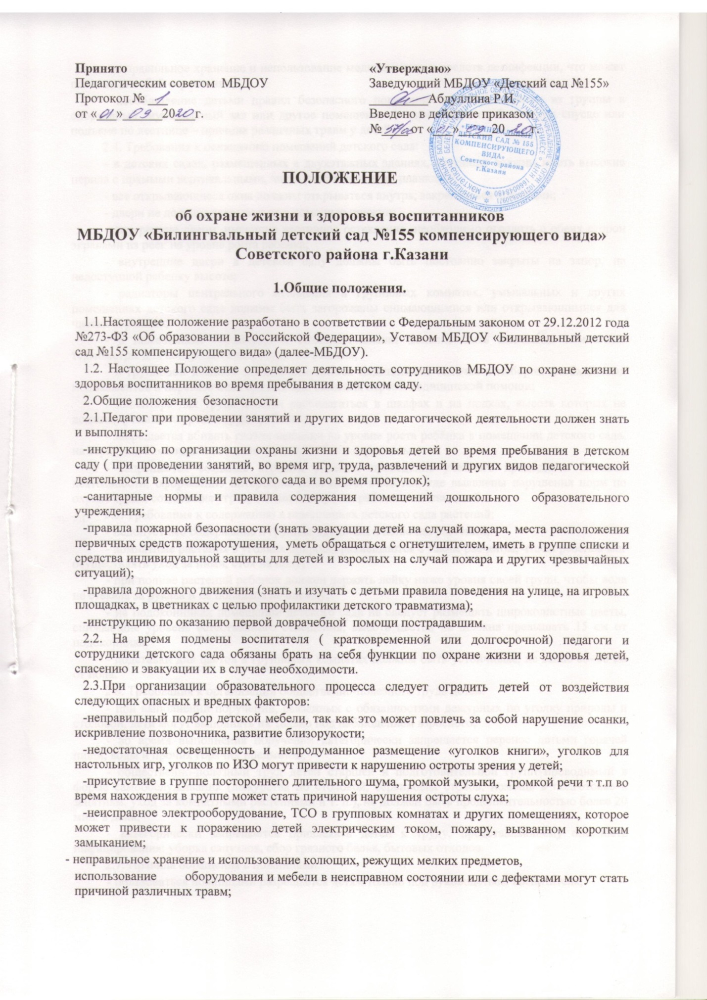 Принято
Педагогическим советом  МБДОУ
Протокол № 1
от «01» 09 2020г.
«Утверждаю»
Заведующий МБДОУ «Детский сад №155»
Абдуллина Р.И.
Введено в действие приказом
№ 57/оо от «01» 09 2020 г.
«БИЛИНГВАЛЬНЫЙ
ДЕТСКИЙ САД № 155
КОМПЕНСИРУЮЩЕГО
ВИДА»
Советского района
г.Казани
ПОЛОЖЕНИЕ
об охране жизни и здоровья воспитанников
МБДОУ «Билингвальный детский сад №155 компенсирующего вида»
Советского района г.Казани
1.Общие положения.
1.1.Настоящее положение разработано в соответствии с Федеральным законом от 29.12.2012 года
№273-ФЗ «Об образовании в Российской Федерации», Уставом МБДОУ «Билинвальный детский
сад №155 компенсирующего вида» (далее-МБДОУ).
1.2. Настоящее Положение определяет деятельность сотрудников МБДОУ по охране жизни и
здоровья воспитанников во время пребывания в детском саду.
2.Общие положения  безопасности
2.1.Педагог при проведении занятий и других видов педагогической деятельности должен знать
и выполнять:
-инструкцию по организации охраны жизни и здоровья детей во время пребывания в детском
саду ( при проведении занятий, во время игр, труда, развлечений и других видов педагогической
деятельности в помещении детского сада и во время прогулок);
-санитарные нормы и правила содержания помещений дошкольного образовательного
учреждения;
-правила пожарной безопасности (знать эвакуации детей на случай пожара, места расположения
первичных средств пожаротушения,  уметь обращаться с огнетушителем, иметь в группе списки и
средства индивидуальной защиты для детей и взрослых на случай пожара и других чрезвычайных
ситуаций);
-правила дорожного движения (знать и изучать с детьми правила поведения на улице, на игровых
площадках, в цветниках с целью профилактики детского травматизма);
-инструкцию по оказанию первой доврачебной  помощи пострадавшим.
2.2. На время подмены воспитателя ( кратковременной или долгосрочной) педагоги и
сотрудники детского сада обязаны брать на себя функции по охране жизни и здоровья детей,
спасению и эвакуации их в случае необходимости.
2.3.При организации образовательного процесса следует оградить детей от воздействия
следующих опасных и вредных факторов:
-неправильный подбор детской мебели, так как это может повлечь за собой нарушение осанки,
искривление позвоночника, развитие близорукости;
-недостаточная освещенность и непродуманное размещение «уголков книги», уголков для
настольных игр, уголков по ИЗО могут привести к нарушению остроты зрения у детей;
-присутствие в группе постороннего длительного шума, громкой музыки,  громкой речи т т.п во
время нахождения в группе может стать причиной нарушения остроты слуха;
-неисправное электрооборудование, ТСО в групповых комнатах и других помещениях, которое
может привести к поражению детей электрическим током, пожару, вызванном коротким
замыканием;
- неправильное хранение и использование колющих, режущих мелких предметов,
использование оборудования и мебели в неисправном состоянии или с дефектами могут стать
причиной различных травм;